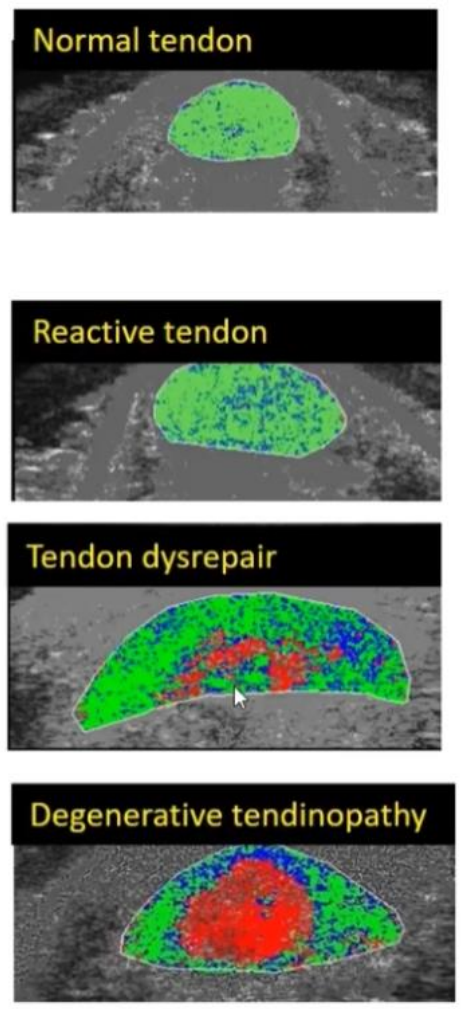 Normal tendon
Reactive tendon
Tendon dysrepair
Degenerative tendinopathy